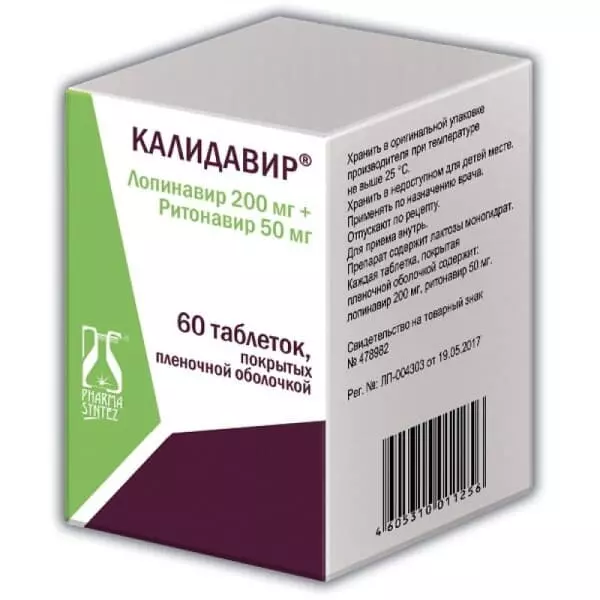 КАЛИДАВИР®
Лопинавир 200 мг +
Ритонавир 50 мг
60 таблеток,
покрытых
пленочной оболочкой
PHARMA
SYNTEZ
Хранить в оригинальной упаковке
производителя при температуре
не выше 25 °C.
Хранить в недоступном для детей месте.
Применять по назначению врача.
Отпускают по рецепту.
Для приема внутрь.
Препарат содержит лактозы моногидрат.
Каждая таблетка, покрытая
пленочной оболочкой содержит:
лопинавир 200 мг, ритонавир 50 мг.
Свидетельство на товарный знак
№ 478982
Рег. №: ЛП-004303 от 19.05.2017
4 605310 011256